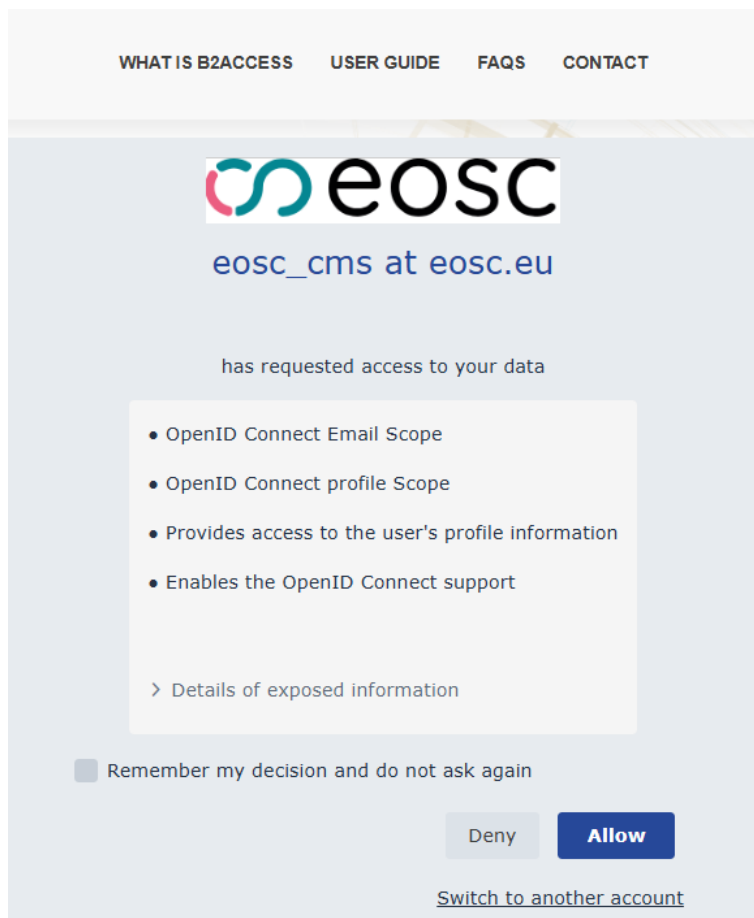 WHAT IS B2ACCESS USER GUIDE FAQS CONTACT
eosc
eosc_cms at eosc.eu
has requested access to your data
• OpenID Connect Email Scope
• OpenID Connect profile Scope
• Provides access to the user's profile information
• Enables the OpenID Connect support
> Details of exposed information
Remember my decision and do not ask again
Deny Allow
Switch to another account